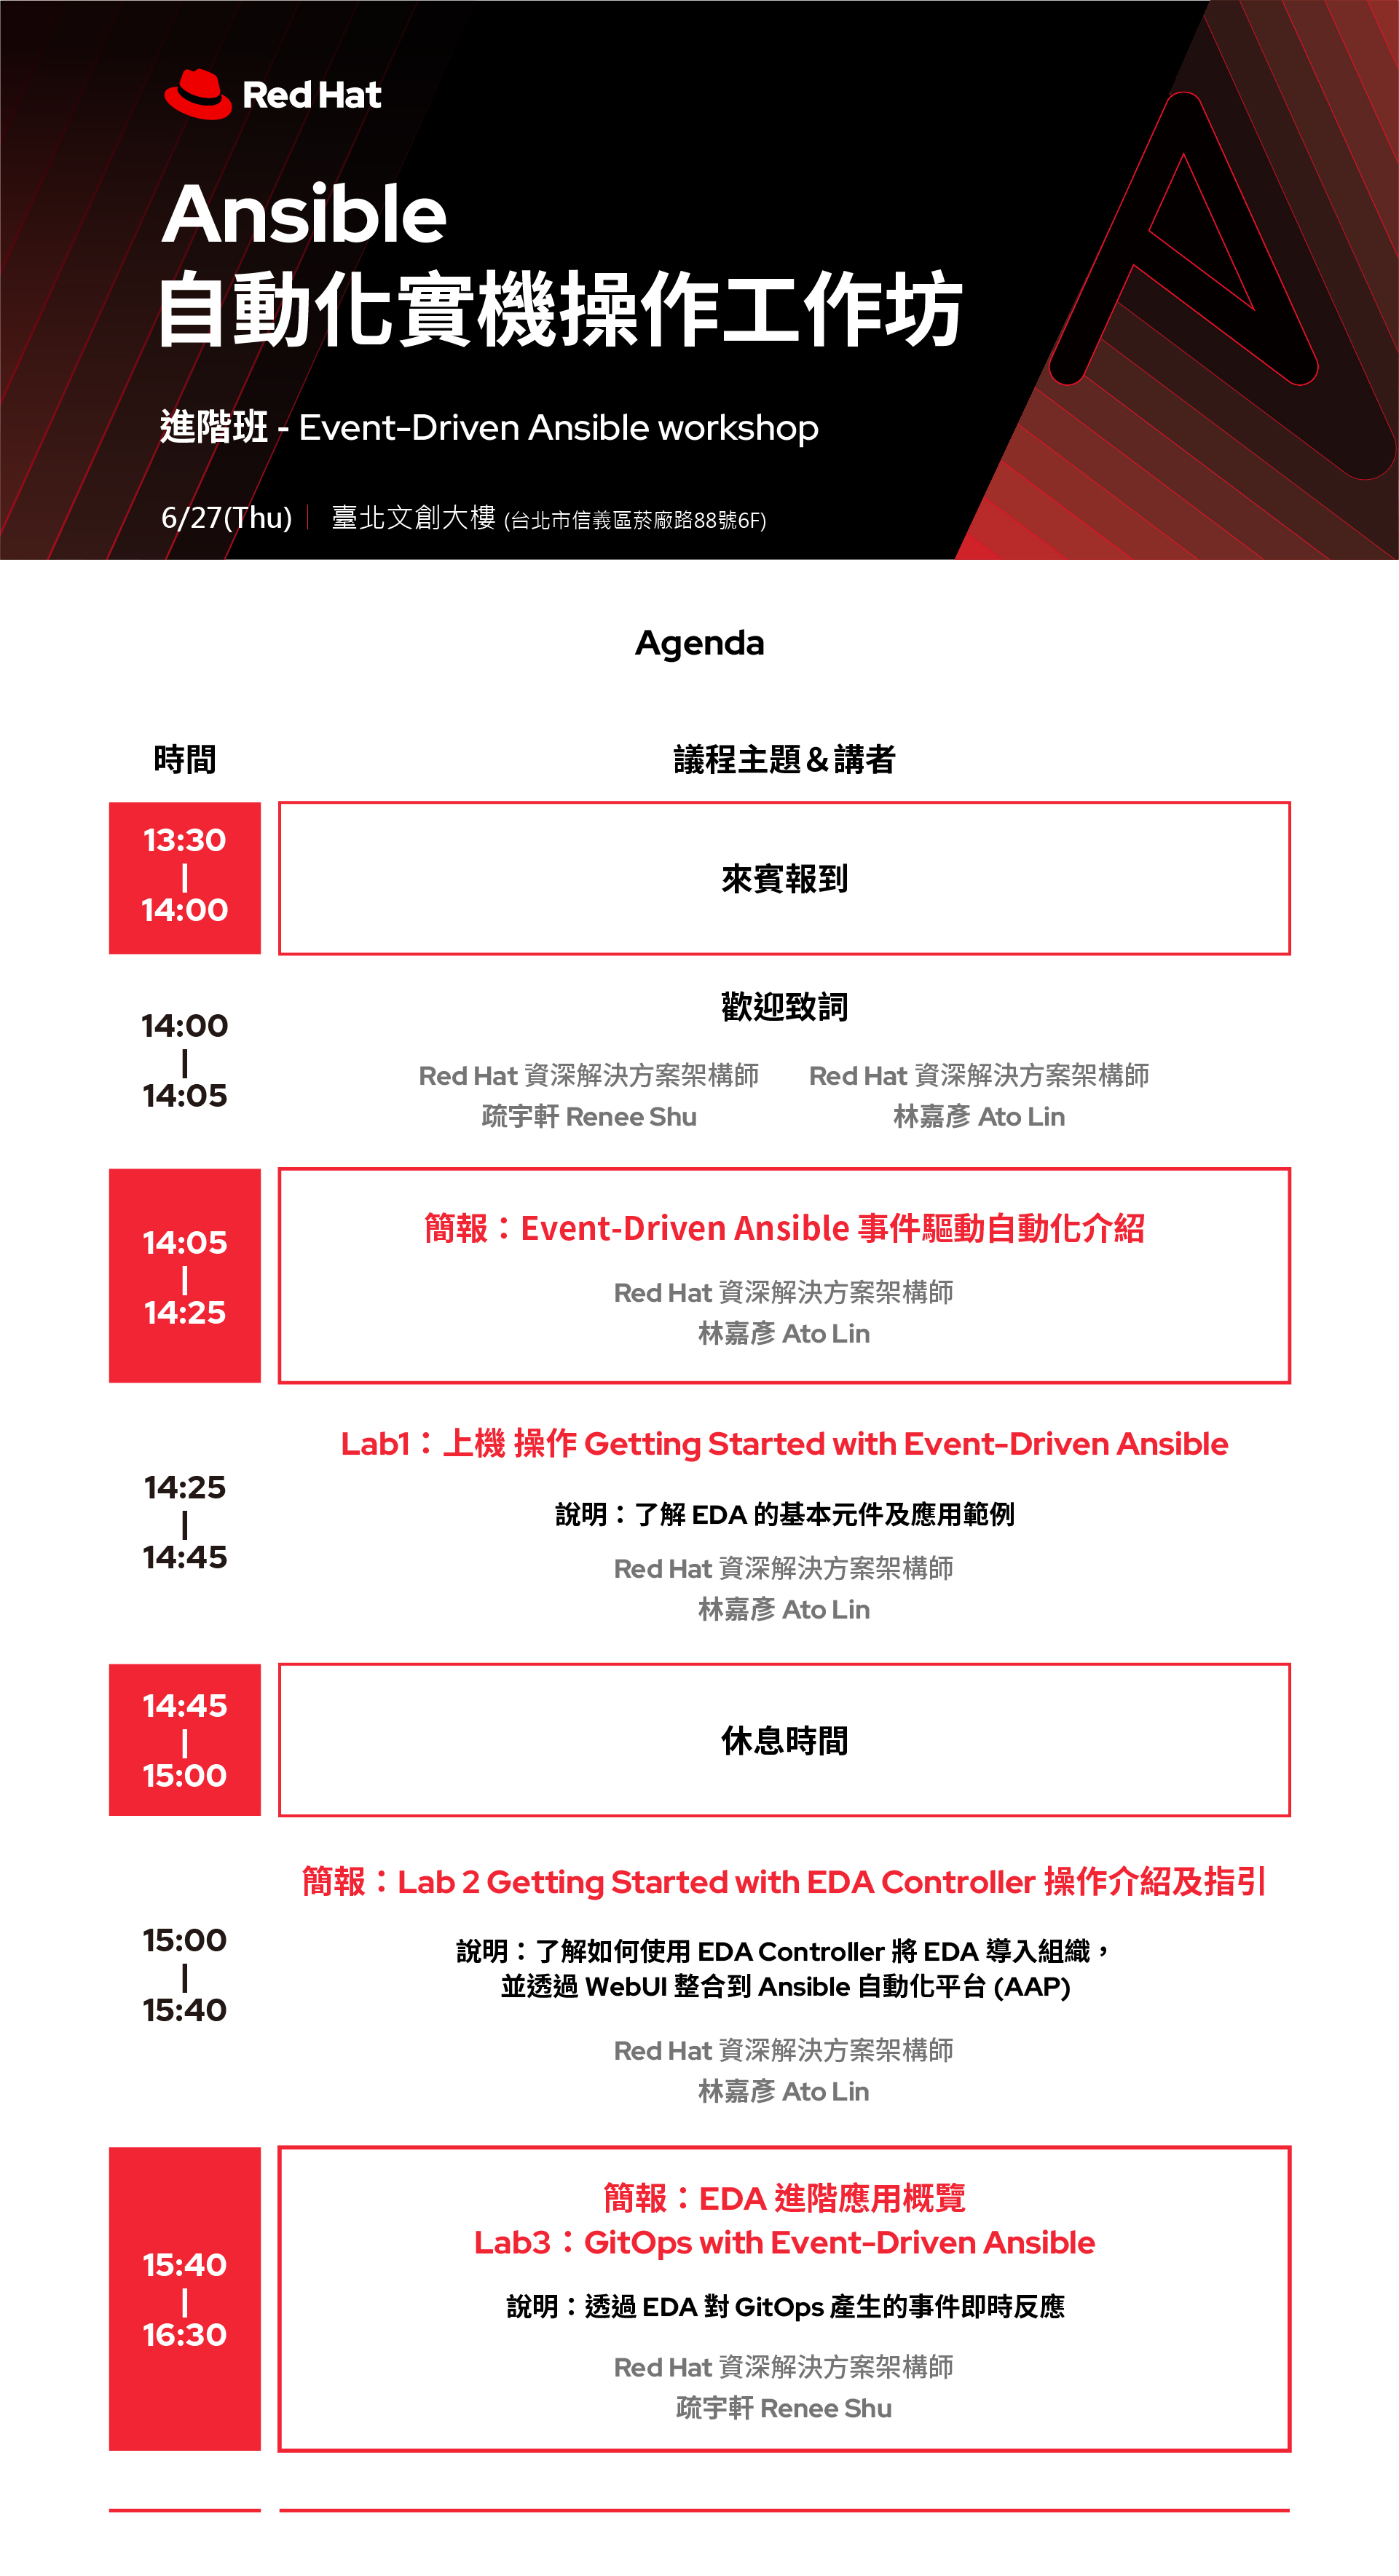 Red Hat
Ansible
自動化實機操作工作坊
進階班 - Event-Driven Ansible workshop
6/27(Thu) | 臺北文創大樓 (台北市信義區菸廠路88號6F)
Agenda
時間
議程主題＆講者
13:30
|
14:00
來賓報到
14:00
|
14:05
歡迎致詞
Red Hat 資深解決方案架構師
疏宇軒 Renee Shu
Red Hat 資深解決方案架構師
林嘉彥 Ato Lin
14:05
|
14:25
簡報：Event-Driven Ansible 事件驅動自動化介紹
Red Hat 資深解決方案架構師
林嘉彥 Ato Lin
14:25
|
14:45
Lab1：上機 操作 Getting Started with Event-Driven Ansible
說明：了解 EDA 的基本元件及應用範例
Red Hat 資深解決方案架構師
林嘉彥 Ato Lin
14:45
|
15:00
休息時間
15:00
|
15:40
簡報：Lab 2 Getting Started with EDA Controller 操作介紹及指引
說明：了解如何使用 EDA Controller 將 EDA 導入組織，
並透過 WebUI 整合到 Ansible 自動化平台 (AAP)
Red Hat 資深解決方案架構師
林嘉彥 Ato Lin
15:40
|
16:30
簡報：EDA 進階應用概覽
Lab3：GitOps with Event-Driven Ansible
說明：透過 EDA 對 GitOps 產生的事件即時反應
Red Hat 資深解決方案架構師
疏宇軒 Renee Shu